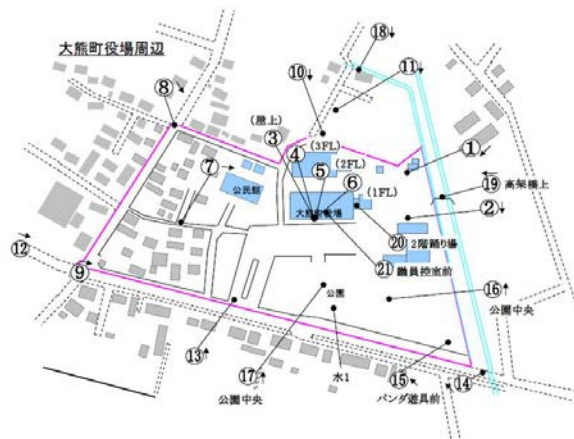 大熊町役場周辺
⑱↓
⑩↓
⑪↓
⑧
(屋上)
③
(3FL)
④
(2FL)
⑤
⑥
(1FL)
①
⑦
公民館
大熊町役場
⑲ 高架橋上
②↓
⑳ 2階踊り場
㉑ 職員控室前
⑫
⑨
公園
⑯↑
公園中央
⑬↑
⑰↑
公園中央
水1
⑮
パンダ遊具前
⑭